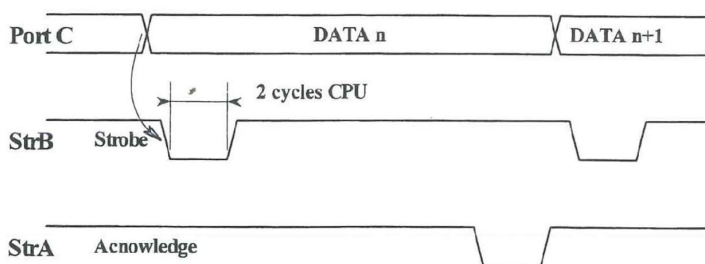 Port C DATA n DATA n+1
2 cycles CPU
StrB Strobe
StrA Acnowledge